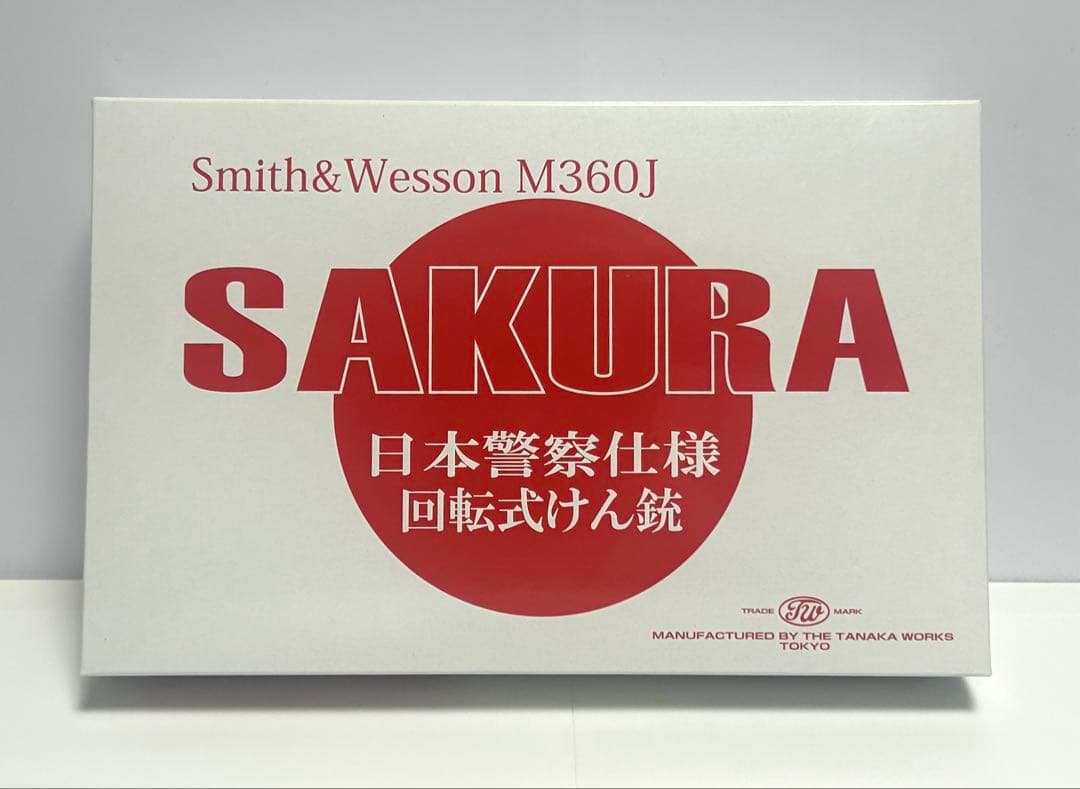 Smith&Wesson M360J
SAKURA
日本警察仕様
回転式けん銃
TRADE TW MARK
MANUFACTURED BY THE TANAKA WORKS
TOKYO